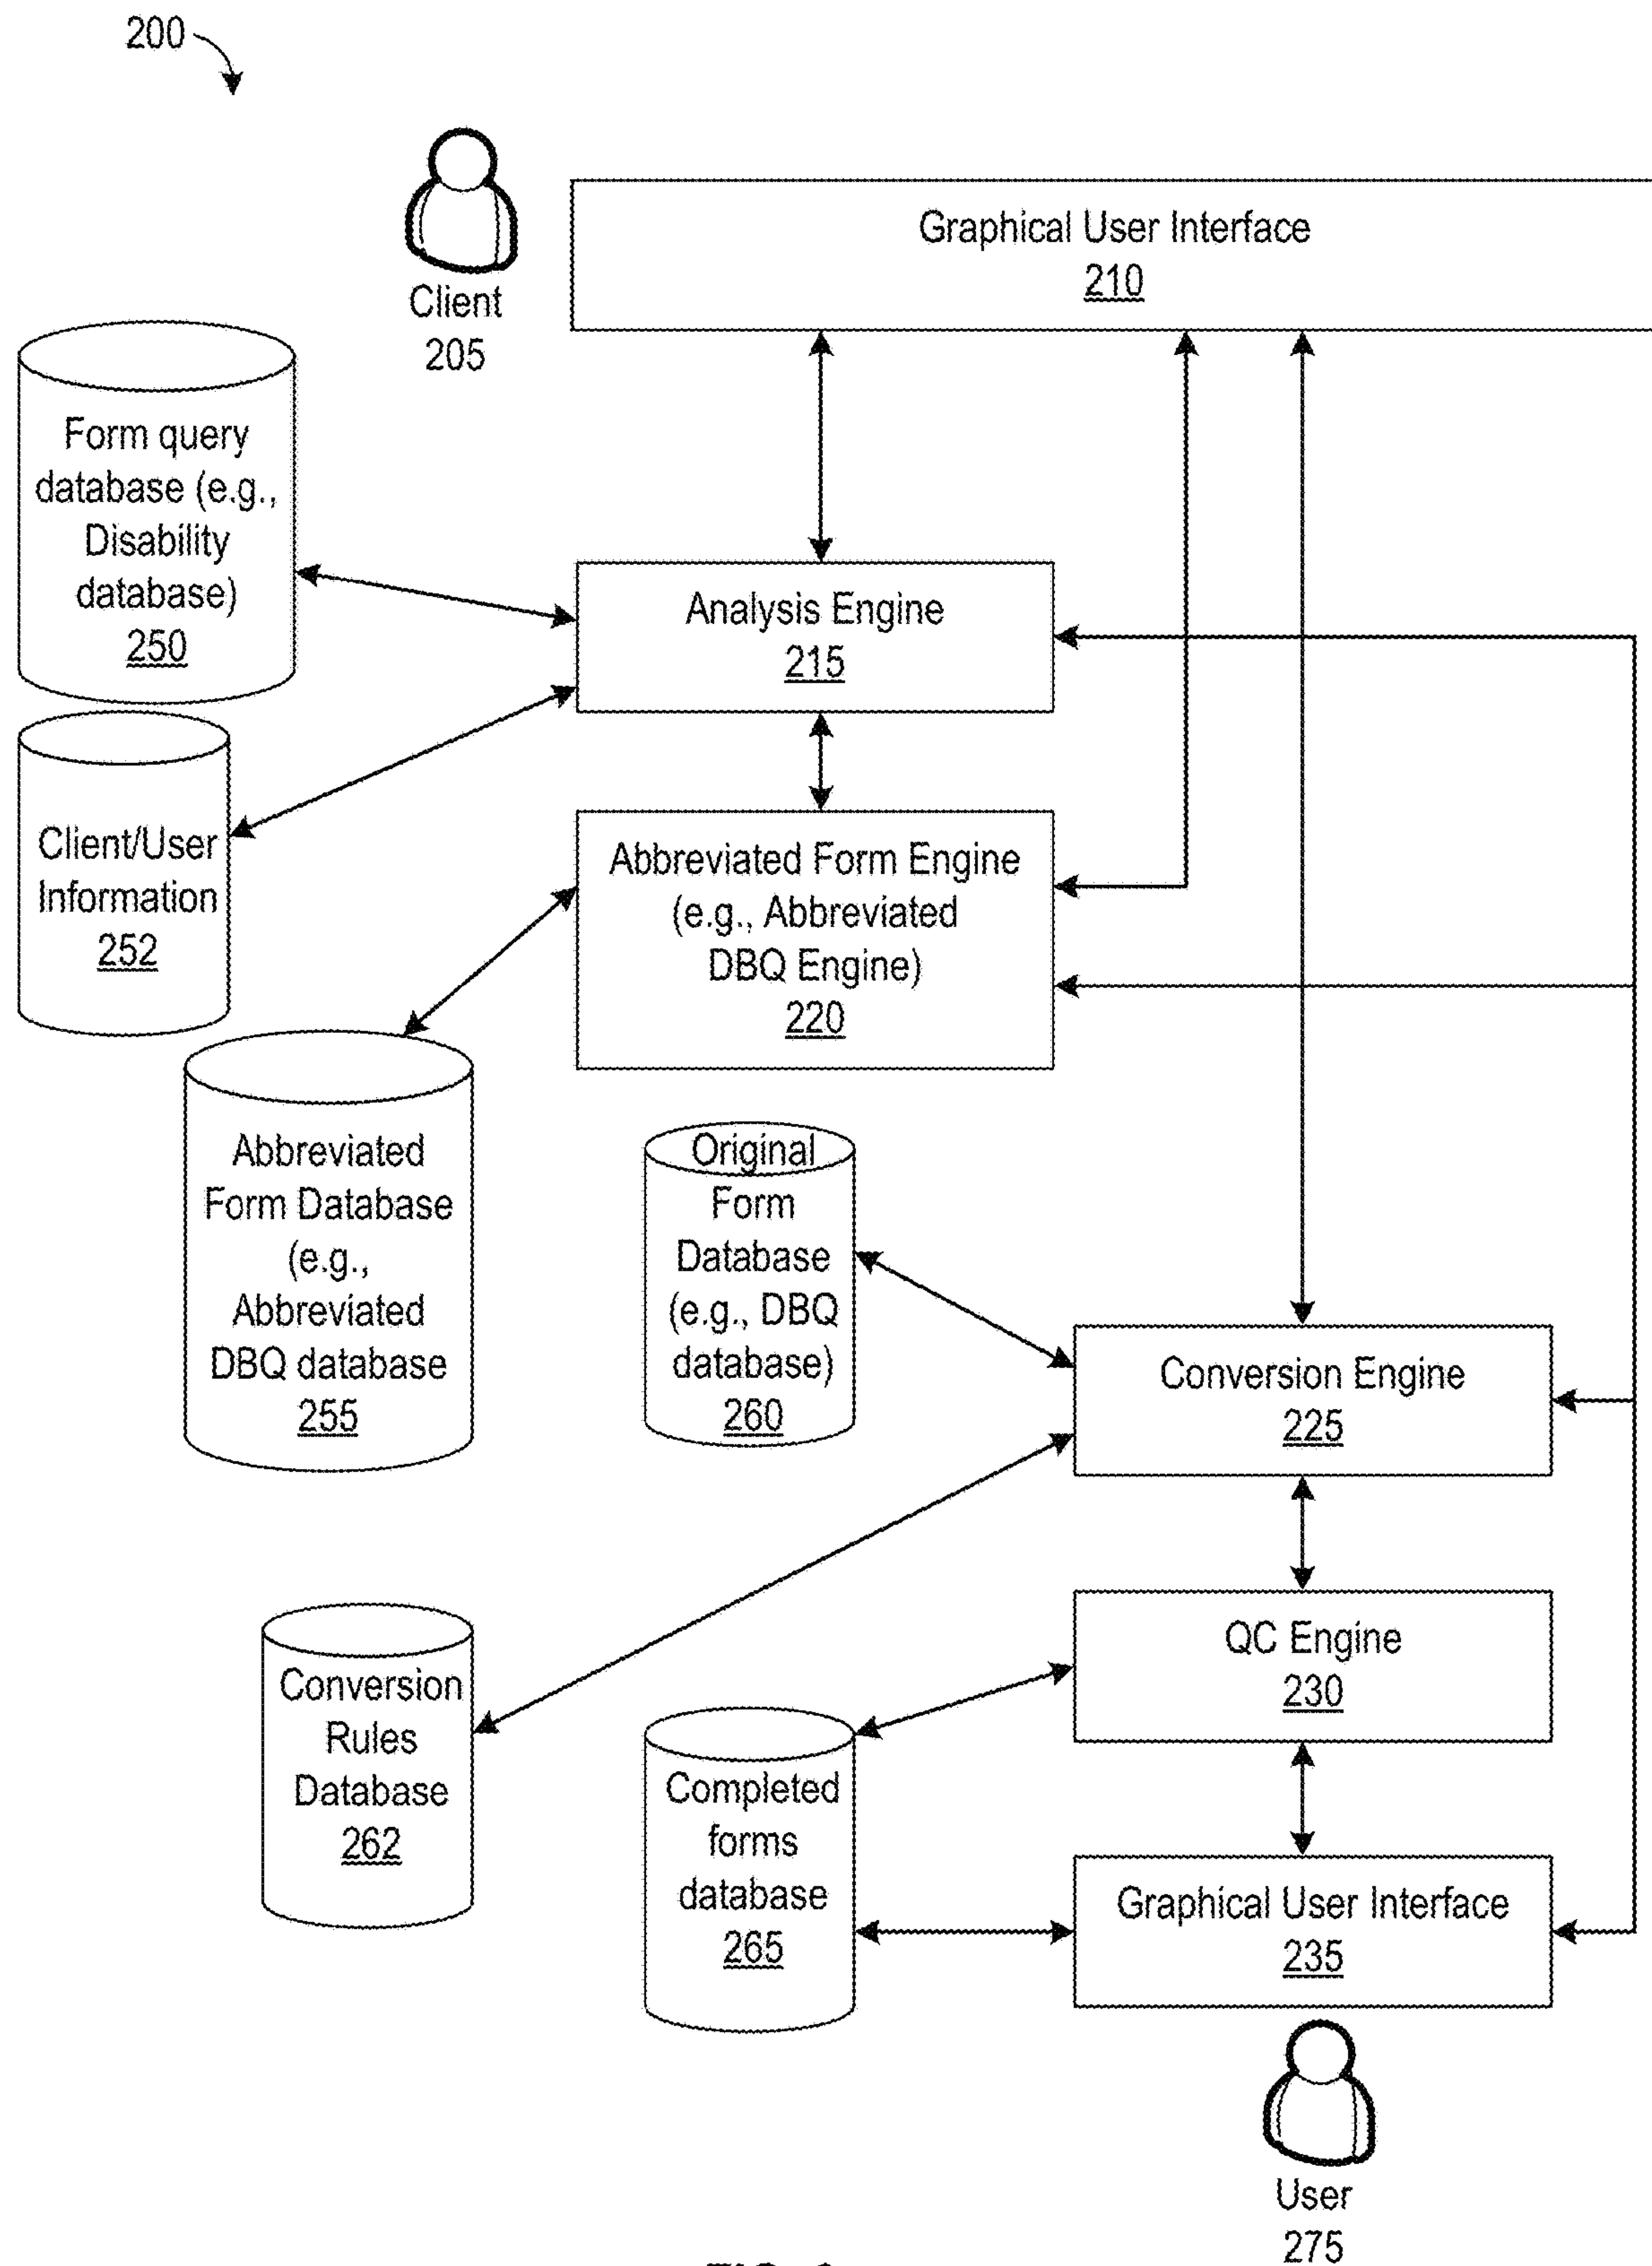 200
Client
205
Graphical User Interface
210
Form query
database (e.g.,
Disability
database)
250
Analysis Engine
215
Client/User
Information
252
Abbreviated Form Engine
(e.g., Abbreviated
DBQ Engine)
220
Abbreviated
Form Database
(e.g.,
Abbreviated
DBQ database
255
Original
Form
Database
(e.g., DBQ
database)
260
Conversion Engine
225
Conversion
Rules
Database
262
QC Engine
230
Completed
forms
database
265
Graphical User Interface
235
User
275